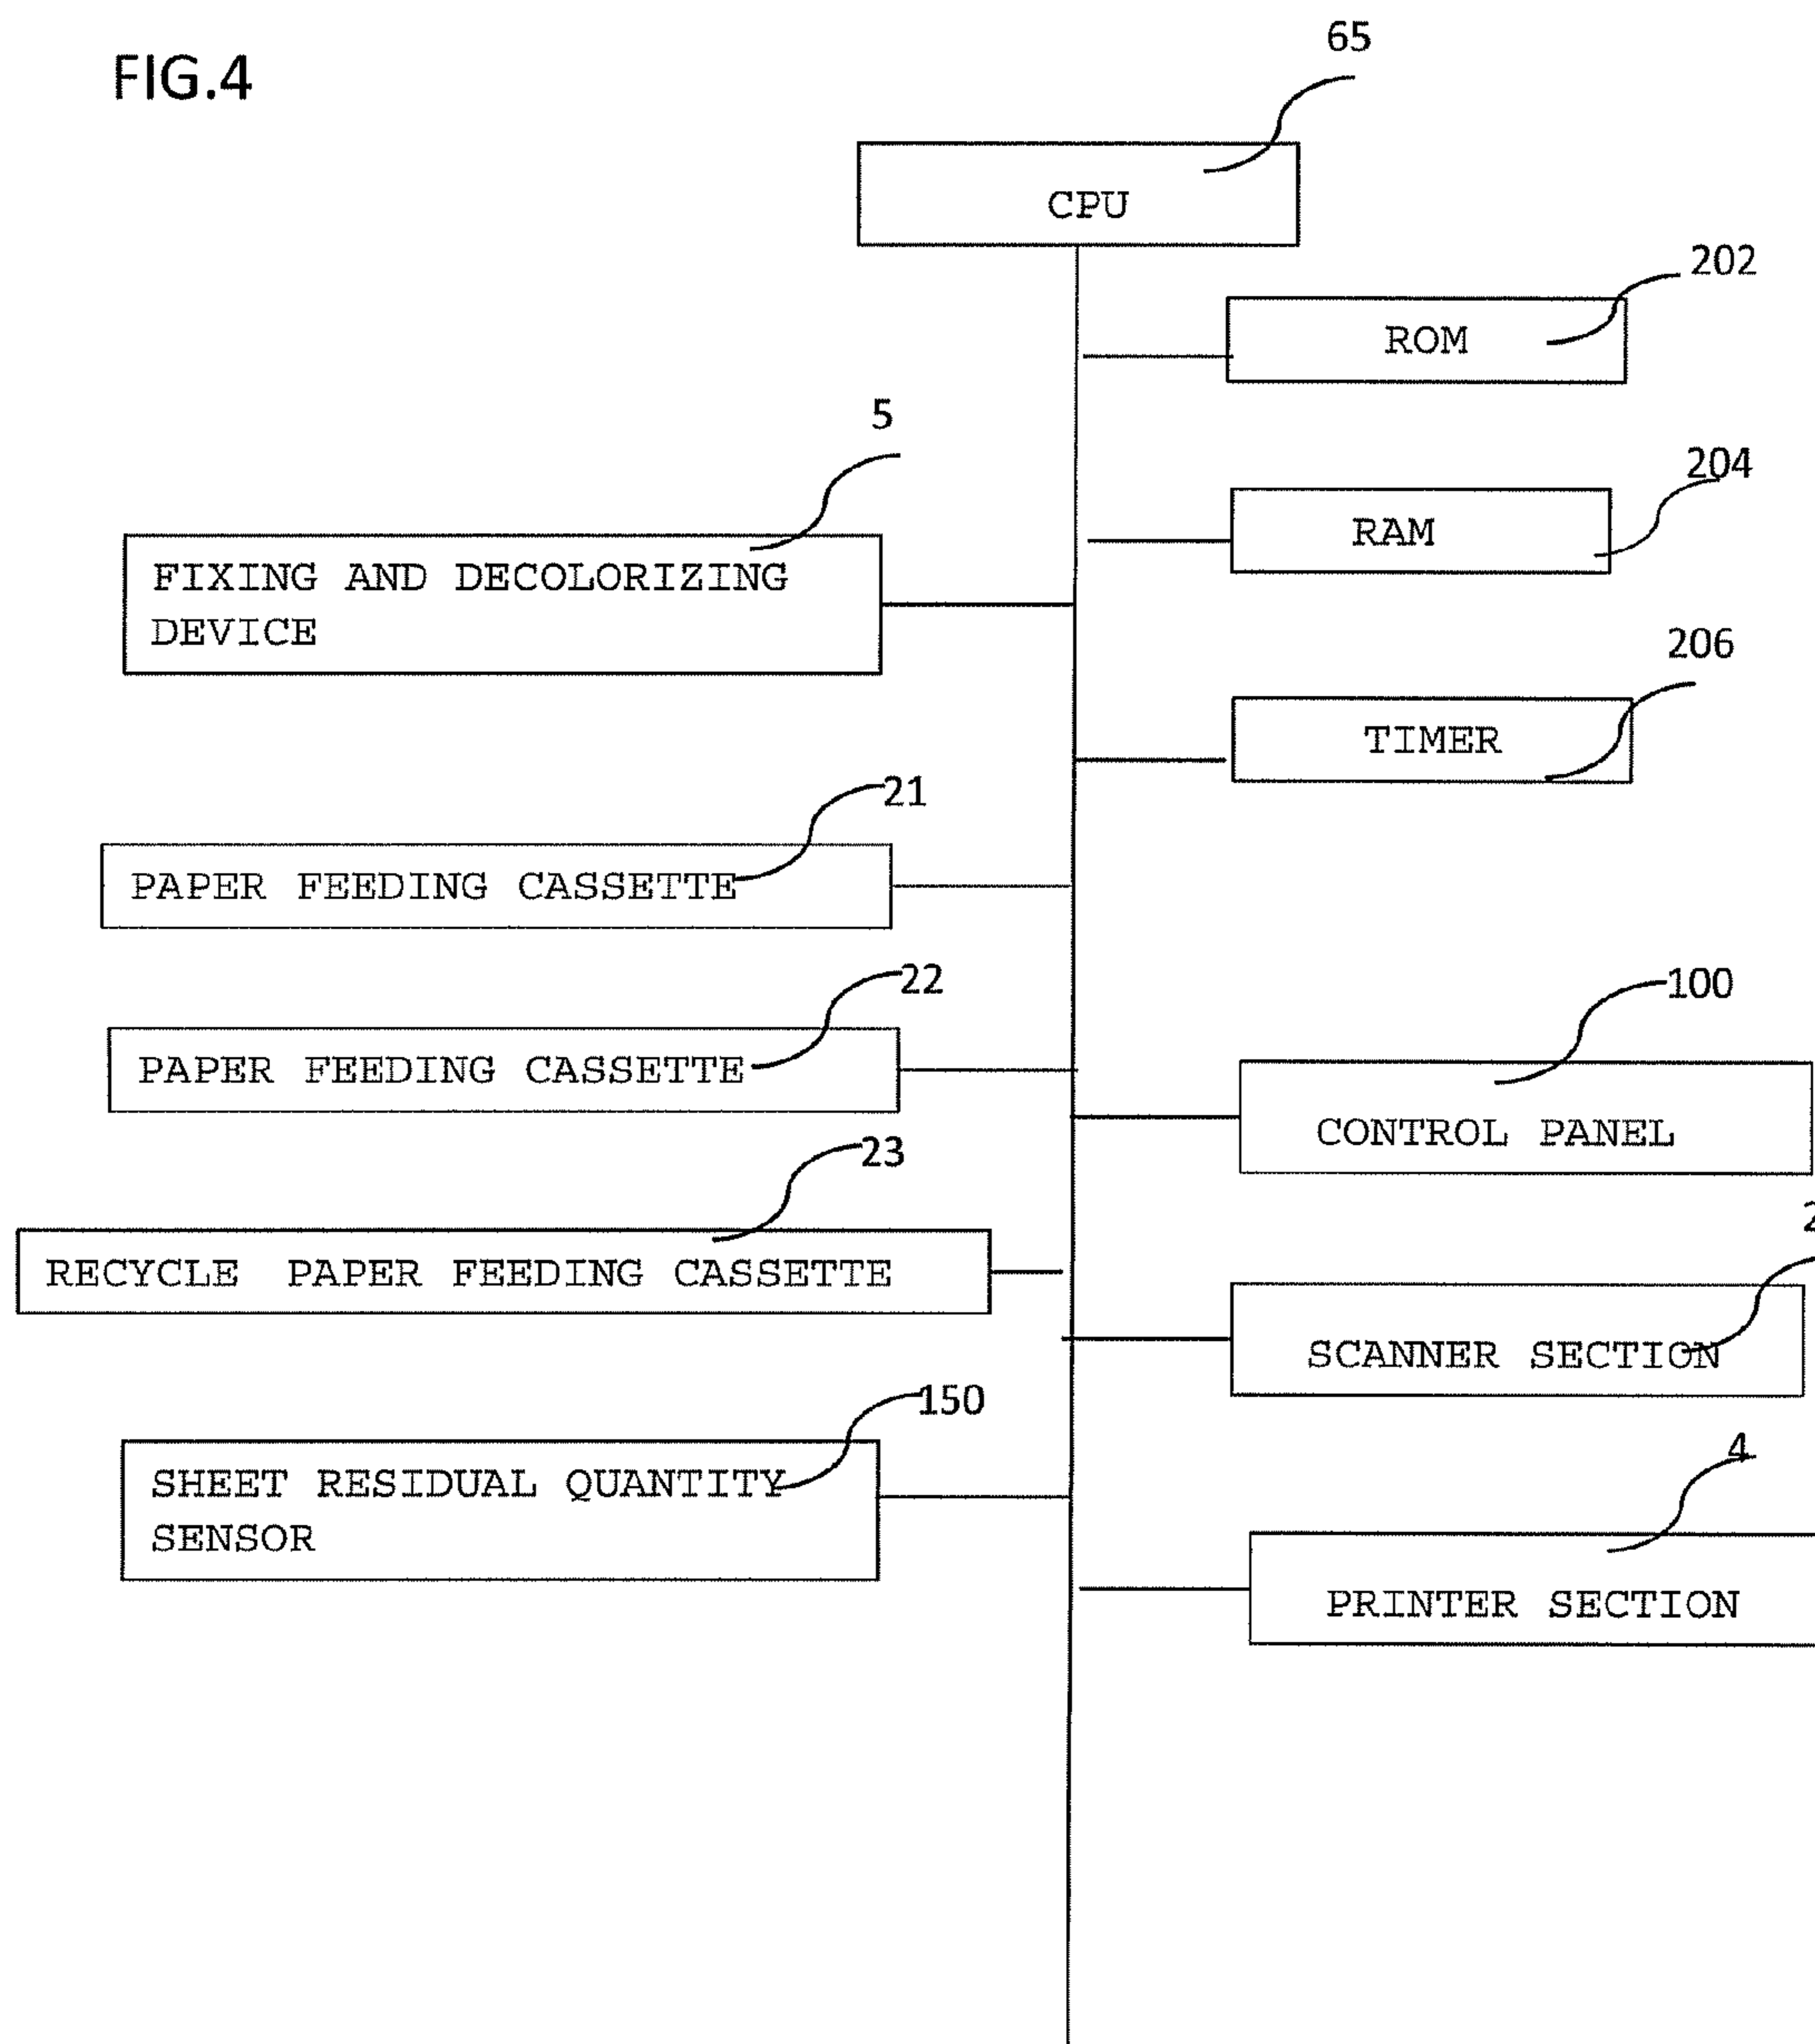 FIG.4
65
CPU
202
ROM
5
204
FIXING AND DECOLORIZING
DEVICE
RAM
206
TIMER
21
PAPER FEEDING CASSETTE
22
PAPER FEEDING CASSETTE
100
CONTROL PANEL
23
RECYCLE PAPER FEEDING CASSETTE
2
SCANNER SECTION
150
SHEET RESIDUAL QUANTITY
SENSOR
4
PRINTER SECTION